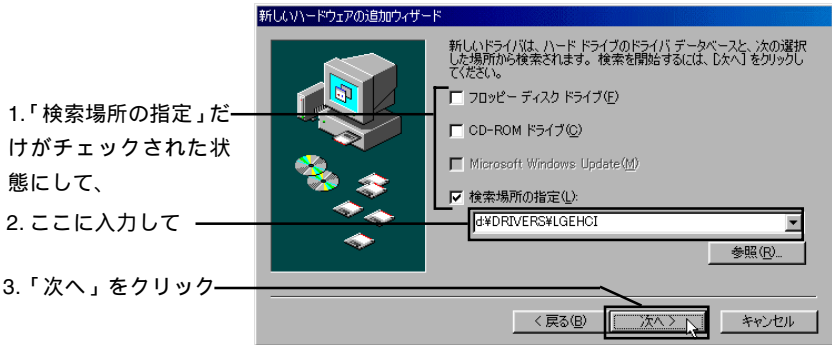 新しいハードウェアの追加ウィザード
新しいドライバは、ハード ドライブのドライバ データベースと、次の選択
した場所から検索されます。検索を開始するには、[次へ] をクリックし
てください。
フロッピー ディスク ドライブ(F)
CD-ROM ドライブ(C)
Microsoft Windows Update(M)
検索場所の指定(L):
d:¥DRIVERS¥LGEHCI
参照(R)...
< 戻る(B)
次へ >
キャンセル
1.「検索場所の指定」だ
けがチェックされた状
態にして、
2. ここに入力して
3.「次へ」をクリック